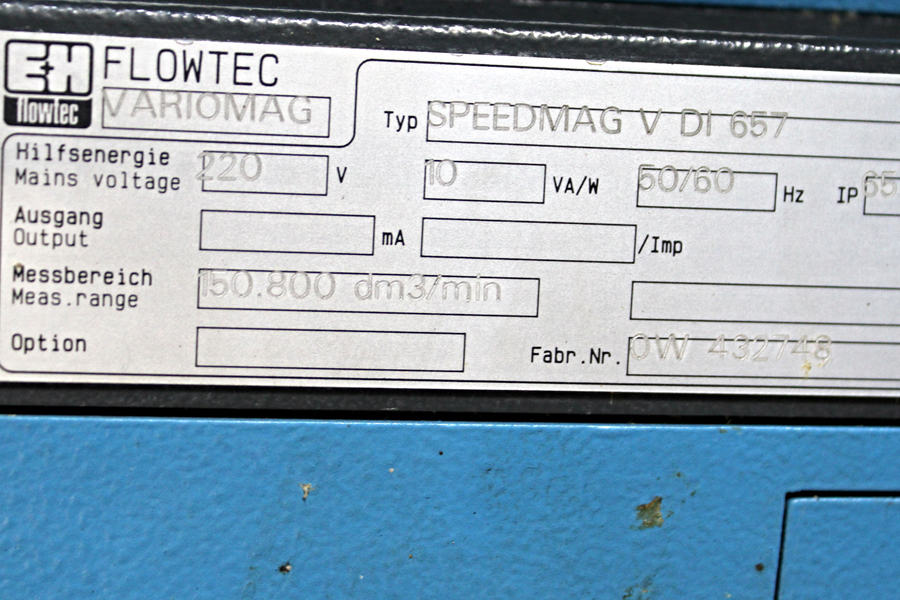 E+H FLOWTEC
flowtec VARIOMAG
Typ SPEEDMAG V DI 657
Hilfsenergie
Mains voltage 220 V 10 VA/W 50/60 Hz IP 65
Ausgang
Output mA /Imp
Messbereich
Meas.range 150.800 dm3/min
Option Fabr.Nr. OW 432748